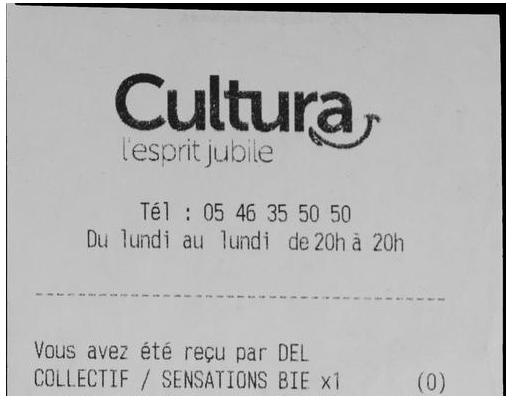 Cultura
l'esprit jubile
Tél : 05 46 35 50 50
Du lundi au lundi de 20h à 20h
Vous avez été reçu par DEL
COLLECTIF / SENSATIONS BIE x1 (0)